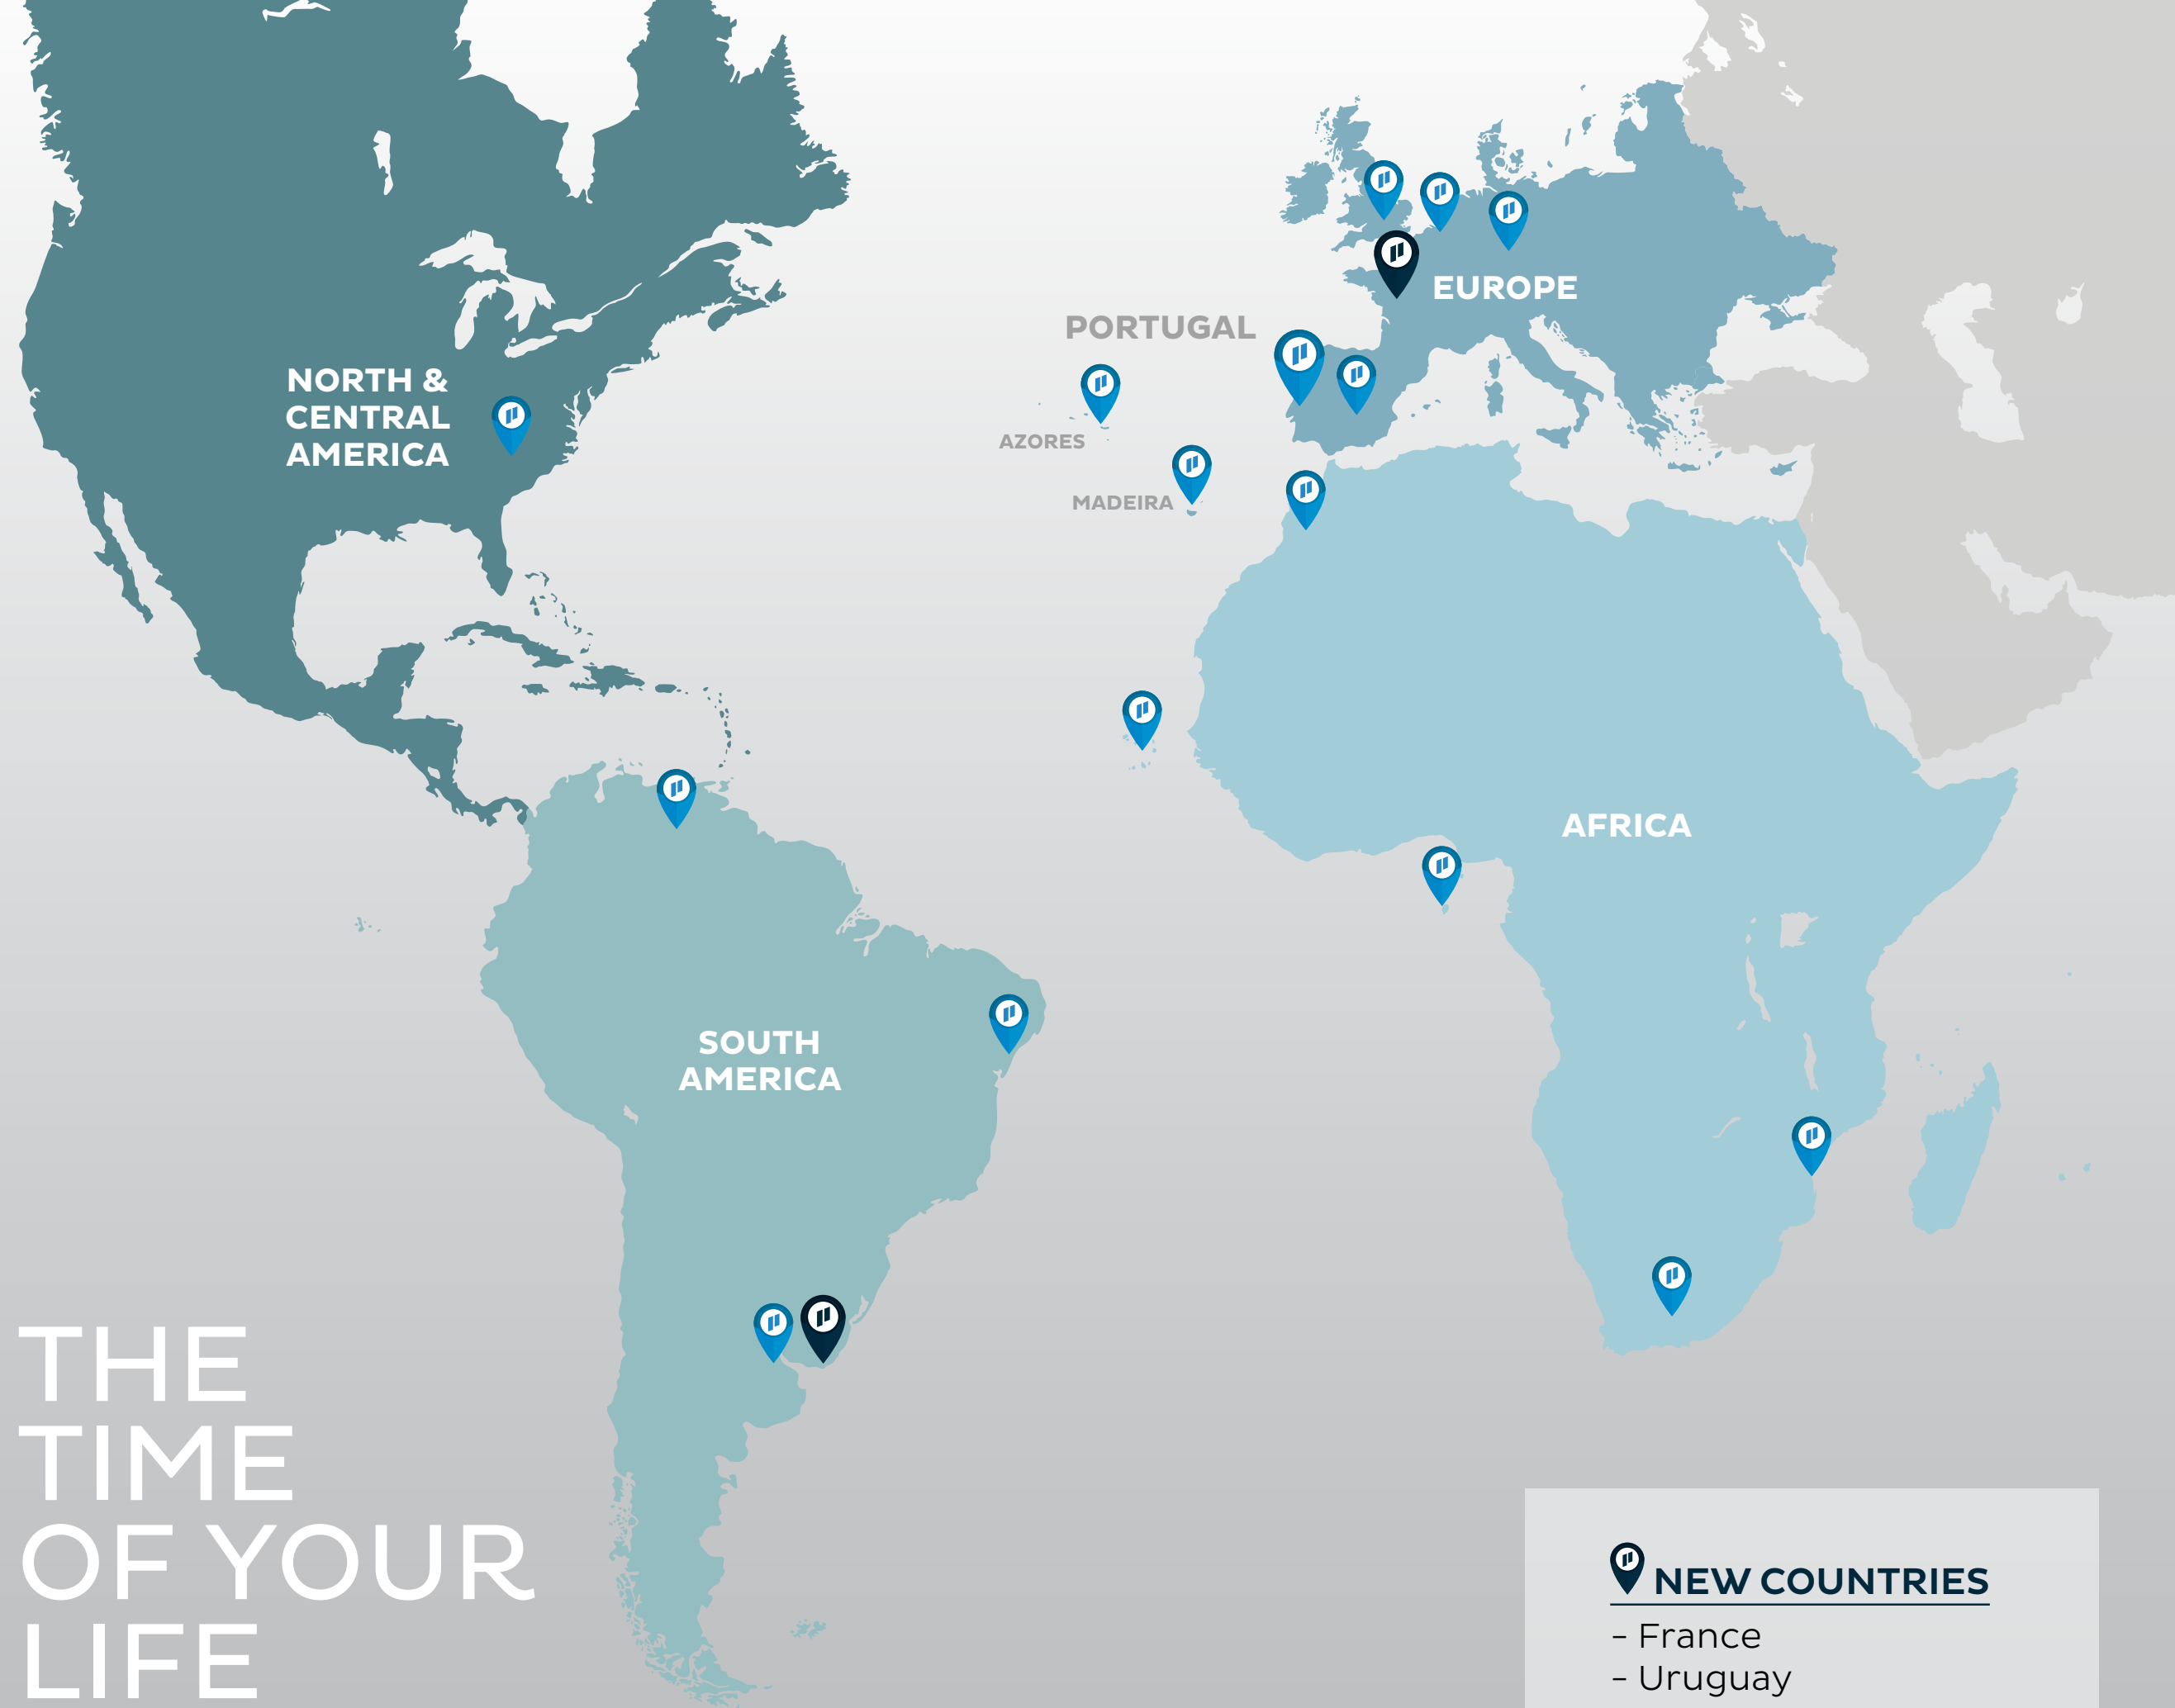 NORTH &
CENTRAL
AMERICA
EUROPE
PORTUGAL
AZORES
MADEIRA
AFRICA
SOUTH
AMERICA
THE
TIME
OF YOUR
LIFE
NEW COUNTRIES
- France
- Uruguay